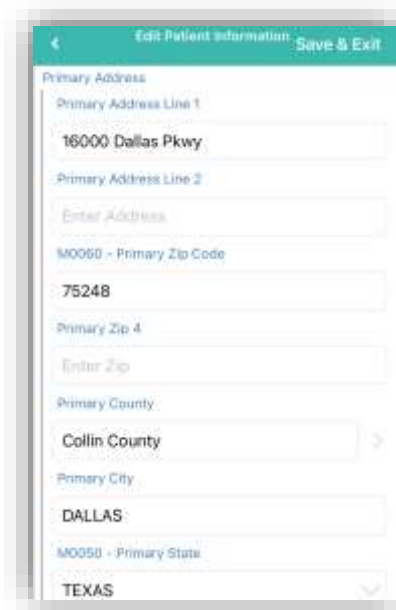 Edit Patient Information
Save & Exit
Primary Address
Primary Address Line 1
16000 Dallas Pkwy
Primary Address Line 2
Enter Address
M0060 - Primary Zip Code
75248
Primary Zip 4
Enter Zip
Primary County
Collin County
Primary City
DALLAS
M0050 - Primary State
TEXAS